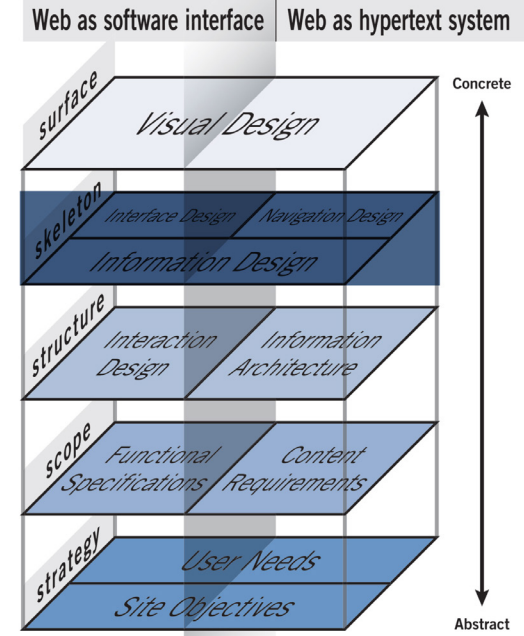 Web as software interface
Web as hypertext system
Concrete
surface
Visual Design
skeleton
Interface Design
Navigation Design
Information Design
structure
Interaction
Design
Information
Architecture
scope
Functional
Specifications
Content
Requirements
strategy
User Needs
Site Objectives
Abstract